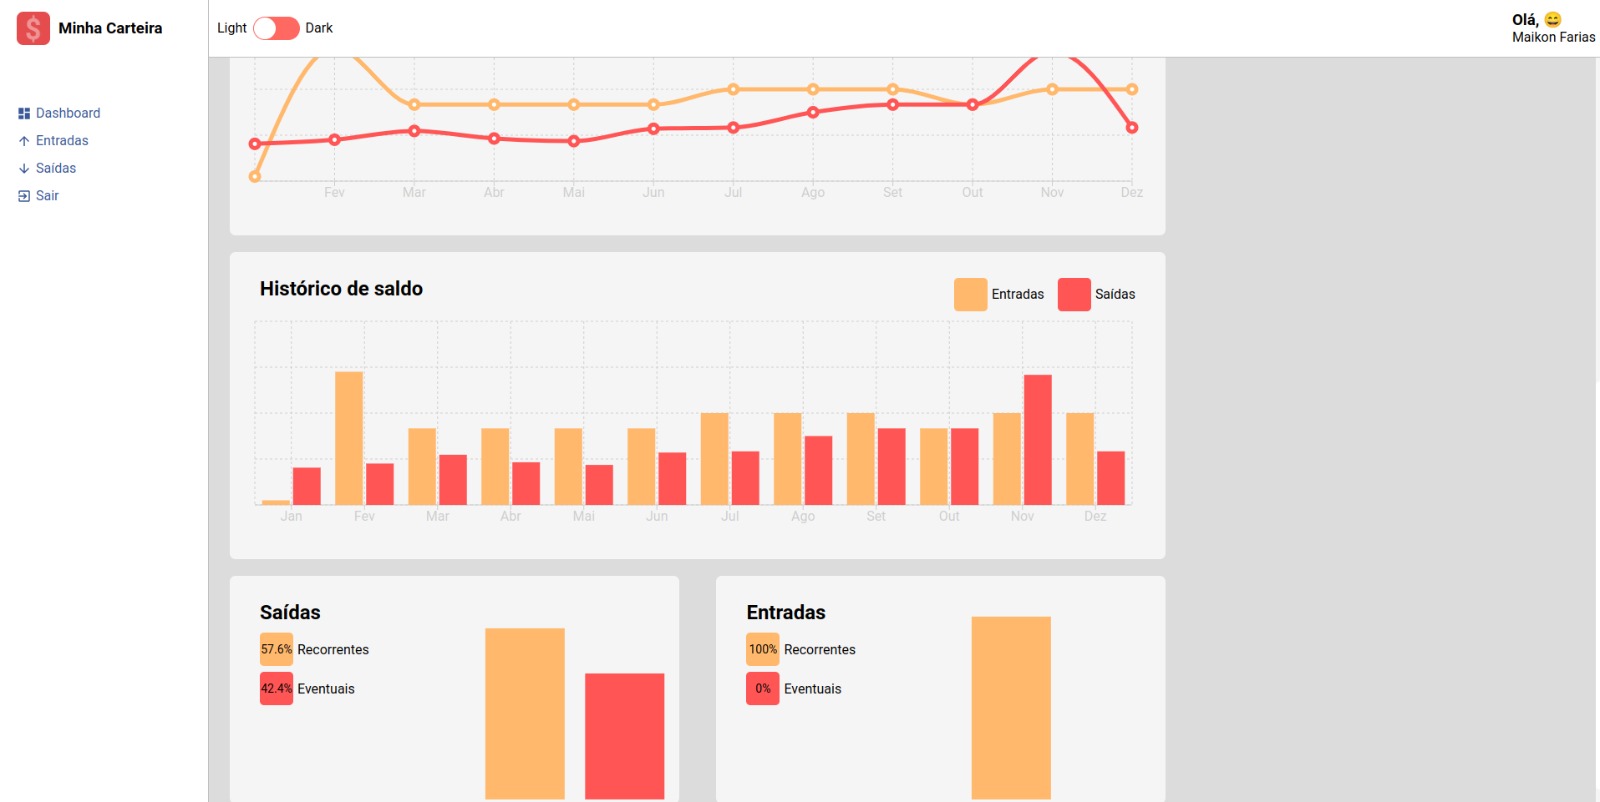 $ Minha Carteira
Light Dark
Olá, 😄
Maikon Farias
Dashboard
Entradas
Saídas
Sair
Fev Mar Abr Mai Jun Jul Ago Set Out Nov Dez
Histórico de saldo
Entradas Saídas
Jan Fev Mar Abr Mai Jun Jul Ago Set Out Nov Dez
Saídas
57.6% Recorrentes
42.4% Eventuais
Entradas
100% Recorrentes
0% Eventuais